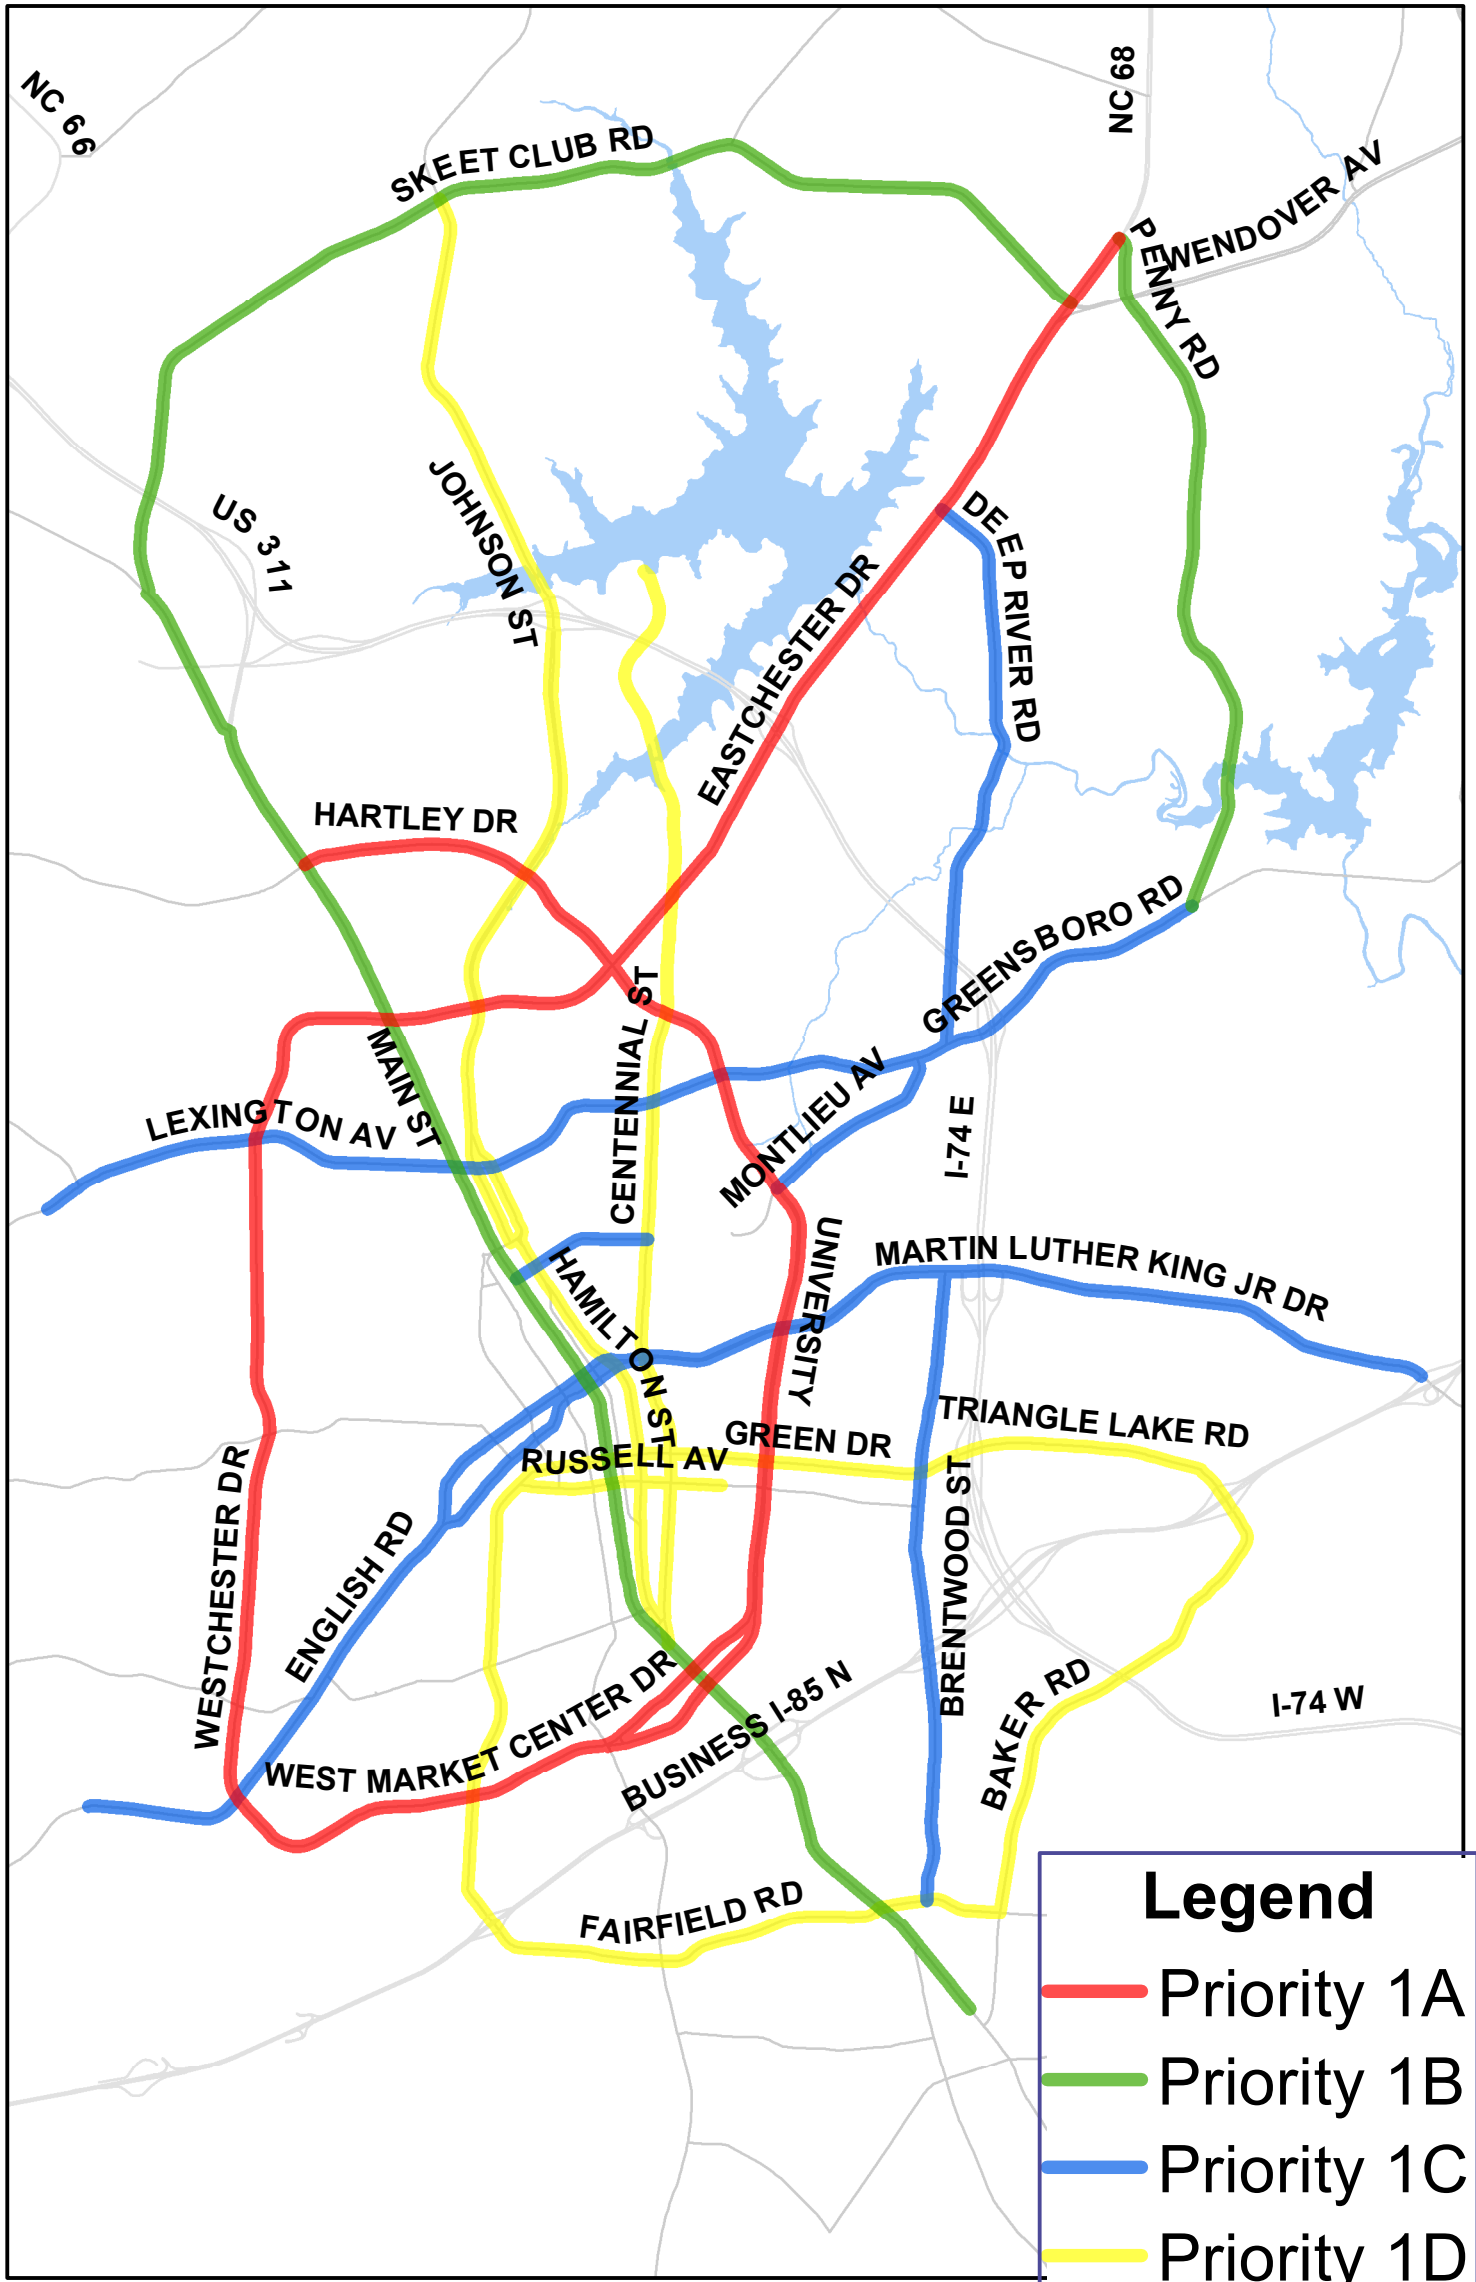 NC 66
NC 68
SKEET CLUB RD
WENDOVER AV
PENNY RD
US 311
JOHNSON ST
DEEP RIVER RD
EASTCHESTER DR
HARTLEY DR
GREENSBORO RD
CENTENNIAL ST
MAIN ST
LEXINGTON AV
MONTLIEU AV
I-74 E
UNIVERSITY
MARTIN LUTHER KING JR DR
HAMILTON ST
TRIANGLE LAKE RD
GREEN DR
RUSSELL AV
WESTCHESTER DR
ENGLISH RD
BRENTWOOD ST
WEST MARKET CENTER DR
BUSINESS I-85 N
BAKER RD
I-74 W
FAIRFIELD RD
Legend
Priority 1A
Priority 1B
Priority 1C
Priority 1D